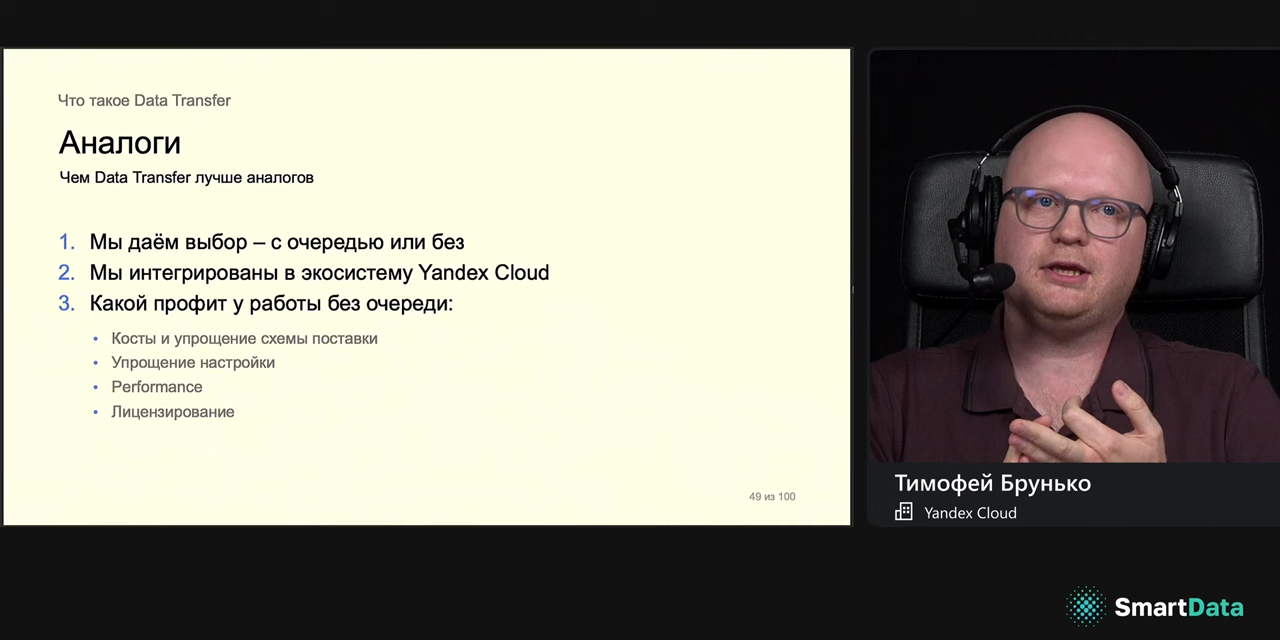 Что такое Data Transfer
Аналоги
Чем Data Transfer лучше аналогов
1. Мы даём выбор – с очередью или без
2. Мы интегрированы в экосистему Yandex Cloud
3. Какой профит у работы без очереди:
• Косты и упрощение схемы поставки
• Упрощение настройки
• Performance
• Лицензирование
49 из 100
Тимофей Брунько
Yandex Cloud
SmartData